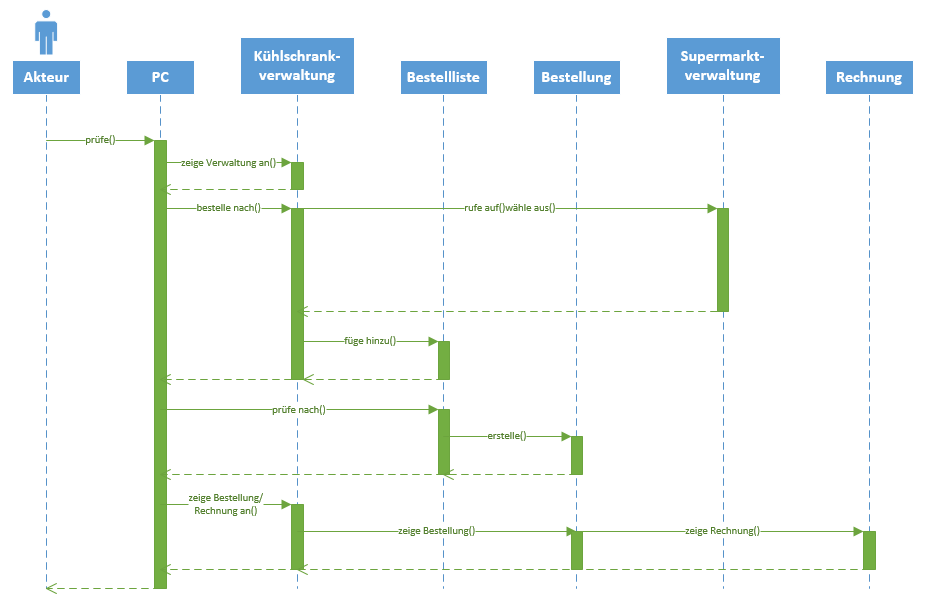 Akteur
PC
Kühlschrank-
verwaltung
Bestellliste
Bestellung
Supermarkt-
verwaltung
Rechnung
prüfe()
zeige Verwaltung an()
bestelle nach()
rufe auf()wähle aus()
füge hinzu()
prüfe nach()
erstelle()
zeige Bestellung/
Rechnung an()
zeige Bestellung()
zeige Rechnung()